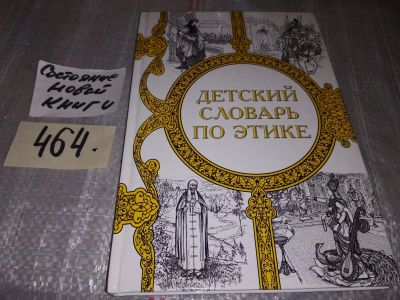 Состояние
новой
книги
464.
ДЕТСКИЙ
СЛОВАРЬ
ПО ЭТИКЕ